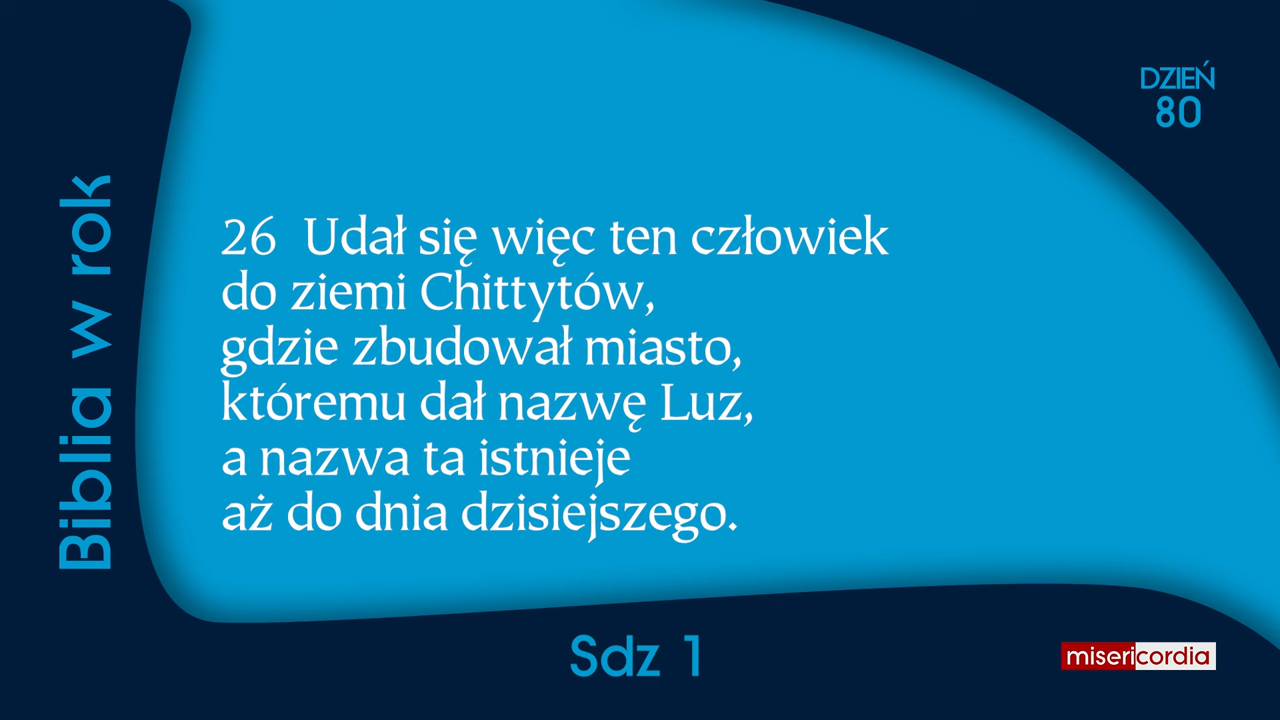 DZIEŃ
80
Biblia w rok
26 Udał się więc ten człowiek
do ziemi Chittytów,
gdzie zbudował miasto,
któremu dał nazwę Luz,
a nazwa ta istnieje
aż do dnia dzisiejszego.
Sdz 1
misericordia